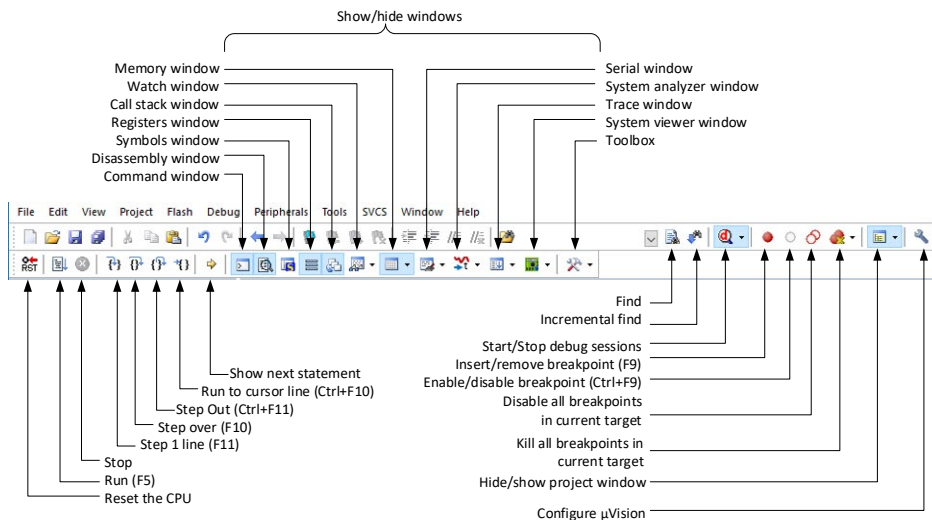 Show/hide windows
Memory window
Watch window
Call stack window
Registers window
Symbols window
Disassembly window
Command window
Serial window
System analyzer window
Trace window
System viewer window
Toolbox
File Edit View Project Flash Debug Peripherals Tools SVCS Window Help
RST
Find
Incremental find
Start/Stop debug sessions
Insert/remove breakpoint (F9)
Enable/disable breakpoint (Ctrl+F9)
Disable all breakpoints
in current target
Kill all breakpoints in
current target
Hide/show project window
Configure µVision
Show next statement
Run to cursor line (Ctrl+F10)
Step Out (Ctrl+F11)
Step over (F10)
Step 1 line (F11)
Stop
Run (F5)
Reset the CPU